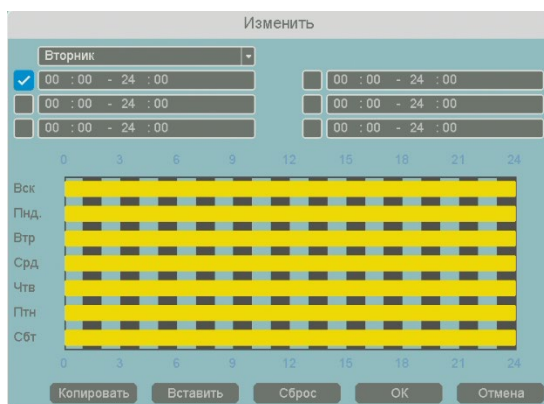 Изменить
Вторник
00 : 00 - 24 : 00 00 : 00 - 24 : 00
00 : 00 - 24 : 00 00 : 00 - 24 : 00
00 : 00 - 24 : 00 00 : 00 - 24 : 00
0 3 6 9 12 15 18 21 24
Вск
Пнд.
Втр
Срд
Чтв
Птн
Сбт
0 3 6 9 12 15 18 21 24
Копировать Вставить Сброс OK Отмена